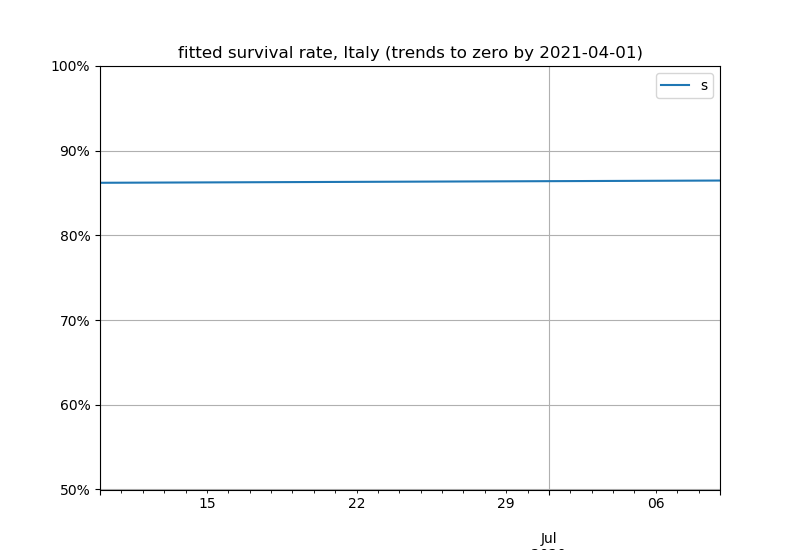 fitted survival rate, Italy (trends to zero by 2021-04-01)
100%
s
90%
80%
70%
60%
50%
15 22 29 06
Jul